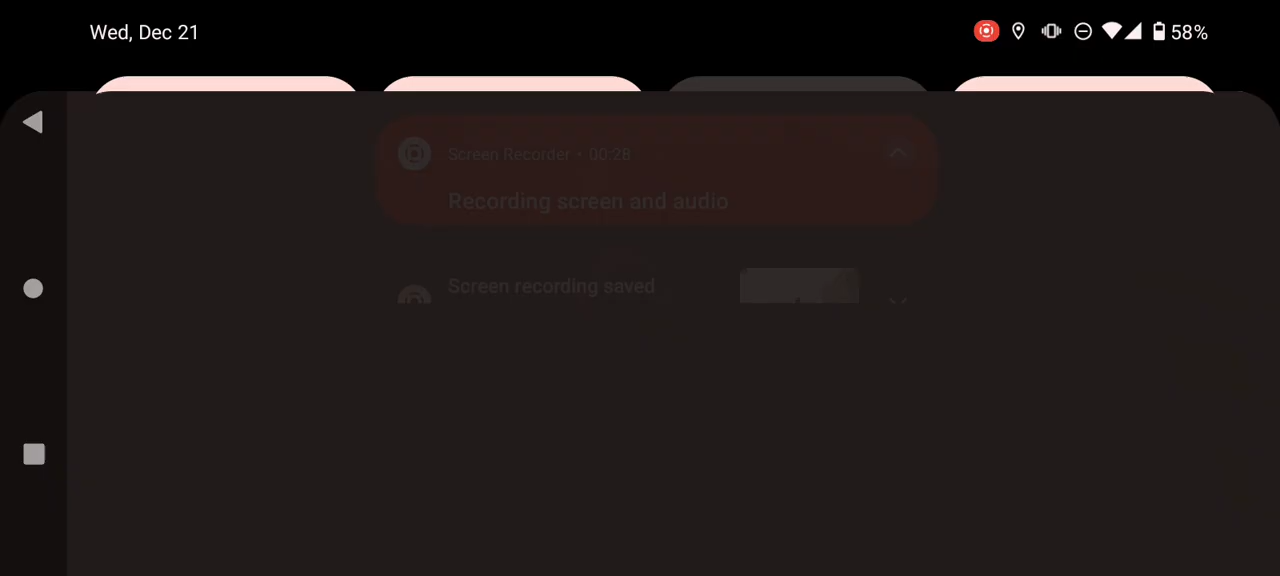 Wed, Dec 21
58%
Screen Recorder • 00:28
Recording screen and audio
Screen recording saved